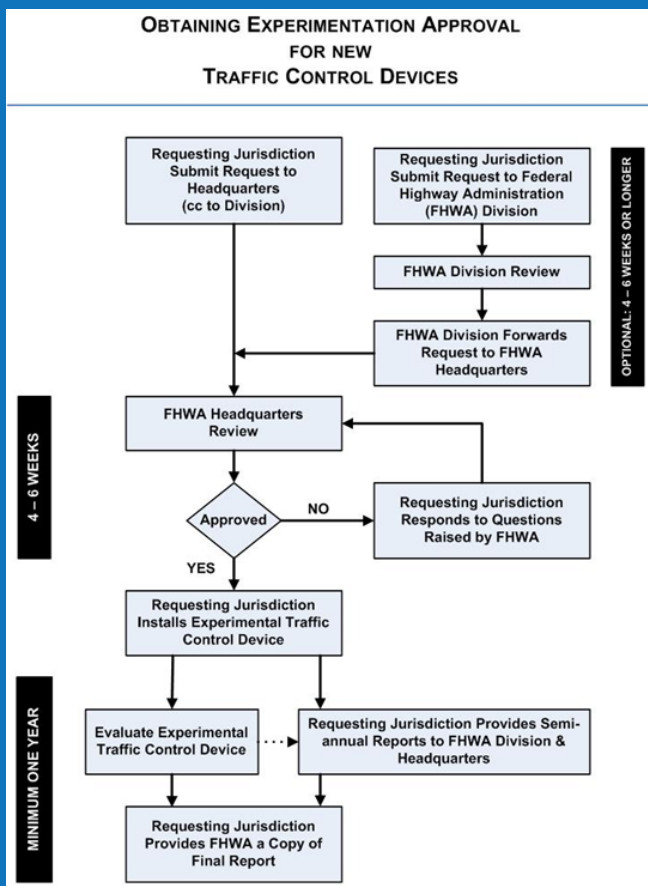 OBTAINING EXPERIMENTATION APPROVAL
FOR NEW
TRAFFIC CONTROL DEVICES
Requesting Jurisdiction
Submit Request to
Headquarters
(cc to Division)
Requesting Jurisdiction
Submit Request to Federal
Highway Administration
(FHWA) Division
OPTIONAL: 4 – 6 WEEKS OR LONGER
FHWA Division Review
FHWA Division Forwards
Request to FHWA
Headquarters
4 – 6 WEEKS
FHWA Headquarters
Review
Approved
NO
Requesting Jurisdiction
Responds to Questions
Raised by FHWA
YES
Requesting Jurisdiction
Installs Experimental Traffic
Control Device
MINIMUM ONE YEAR
Evaluate Experimental
Traffic Control Device
Requesting Jurisdiction Provides Semi-
annual Reports to FHWA Division &
Headquarters
Requesting Jurisdiction
Provides FHWA a Copy of
Final Report